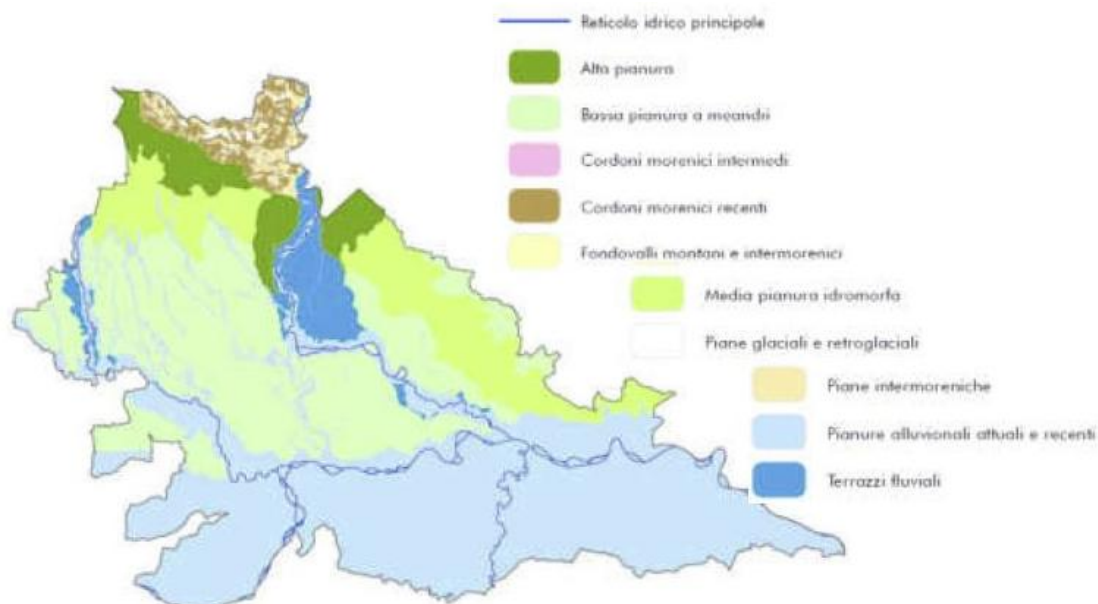 Reticolo idrico principale
Alta pianura
Bassa pianura a meandri
Cordoni morenici intermedi
Cordoni morenici recenti
Fondovalli montani e intermorenici
Media pianura idromorfa
Piane glaciali e retroglaciali
Piane intermoreniche
Pianure alluvionali attuali e recenti
Terrazzi fluviali